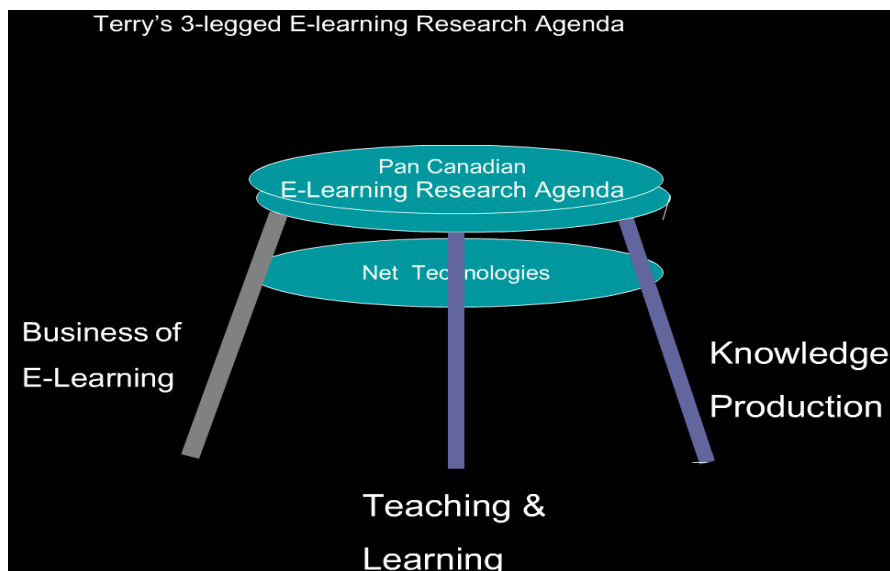 Terry's 3-legged E-learning Research Agenda
Pan Canadian
E-Learning Research Agenda
Net Technologies
Business of
E-Learning
Knowledge
Production
Teaching &
Learning